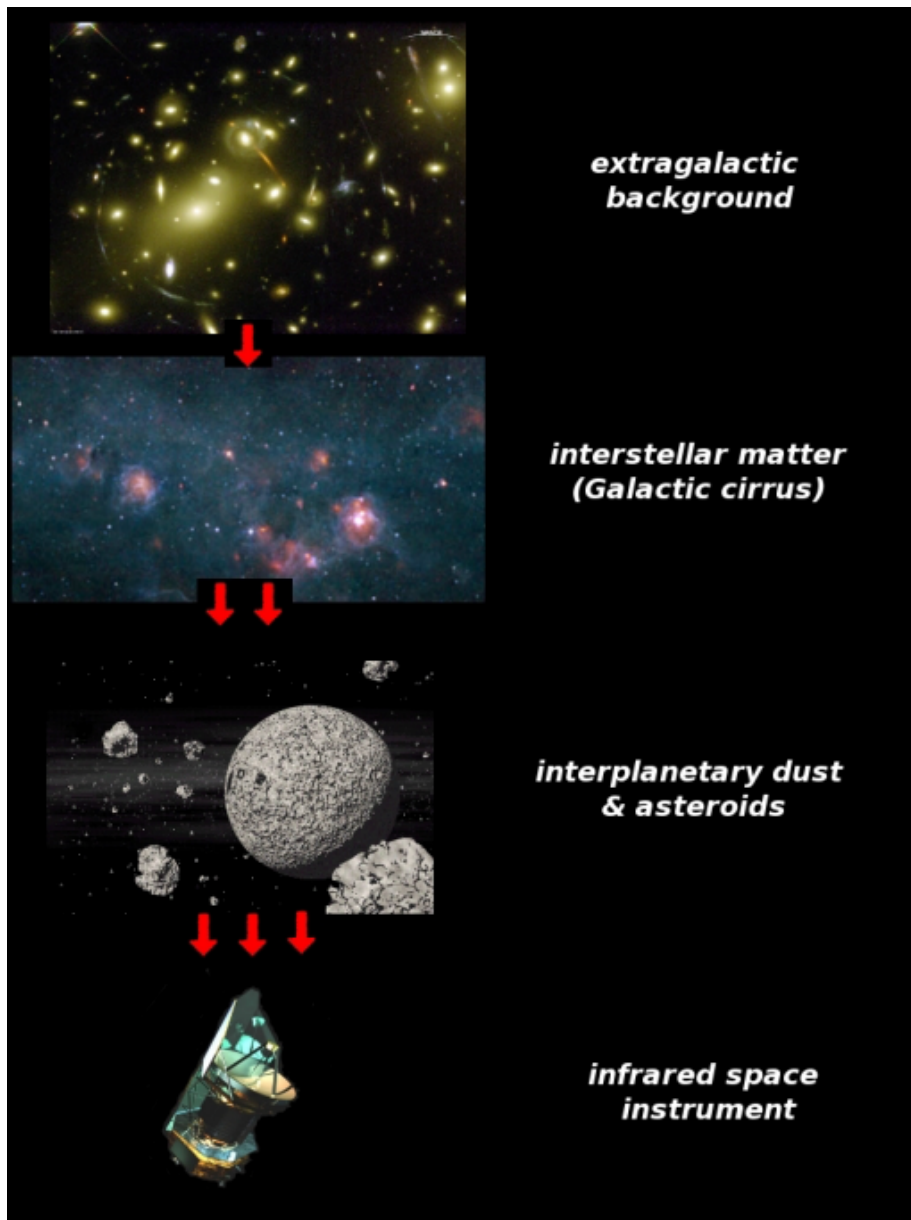 extragalactic
background
interstellar matter
(Galactic cirrus)
interplanetary dust
& asteroids
infrared space
instrument